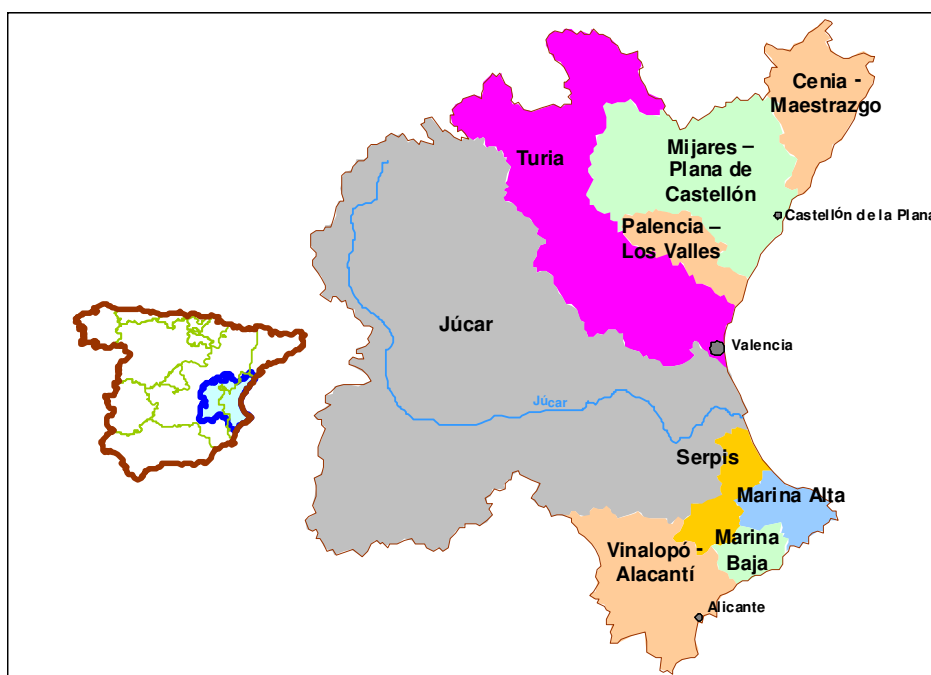 Cenia -
Maestrazgo
Turia
Mijares –
Plana de
Castellón
Castellón de la Plana
Palencia –
Los Valles
Júcar
Valencia
Júcar
Serpis
Marina Alta
Marina
Baja
Vinalopó -
Alacantí
Alicante